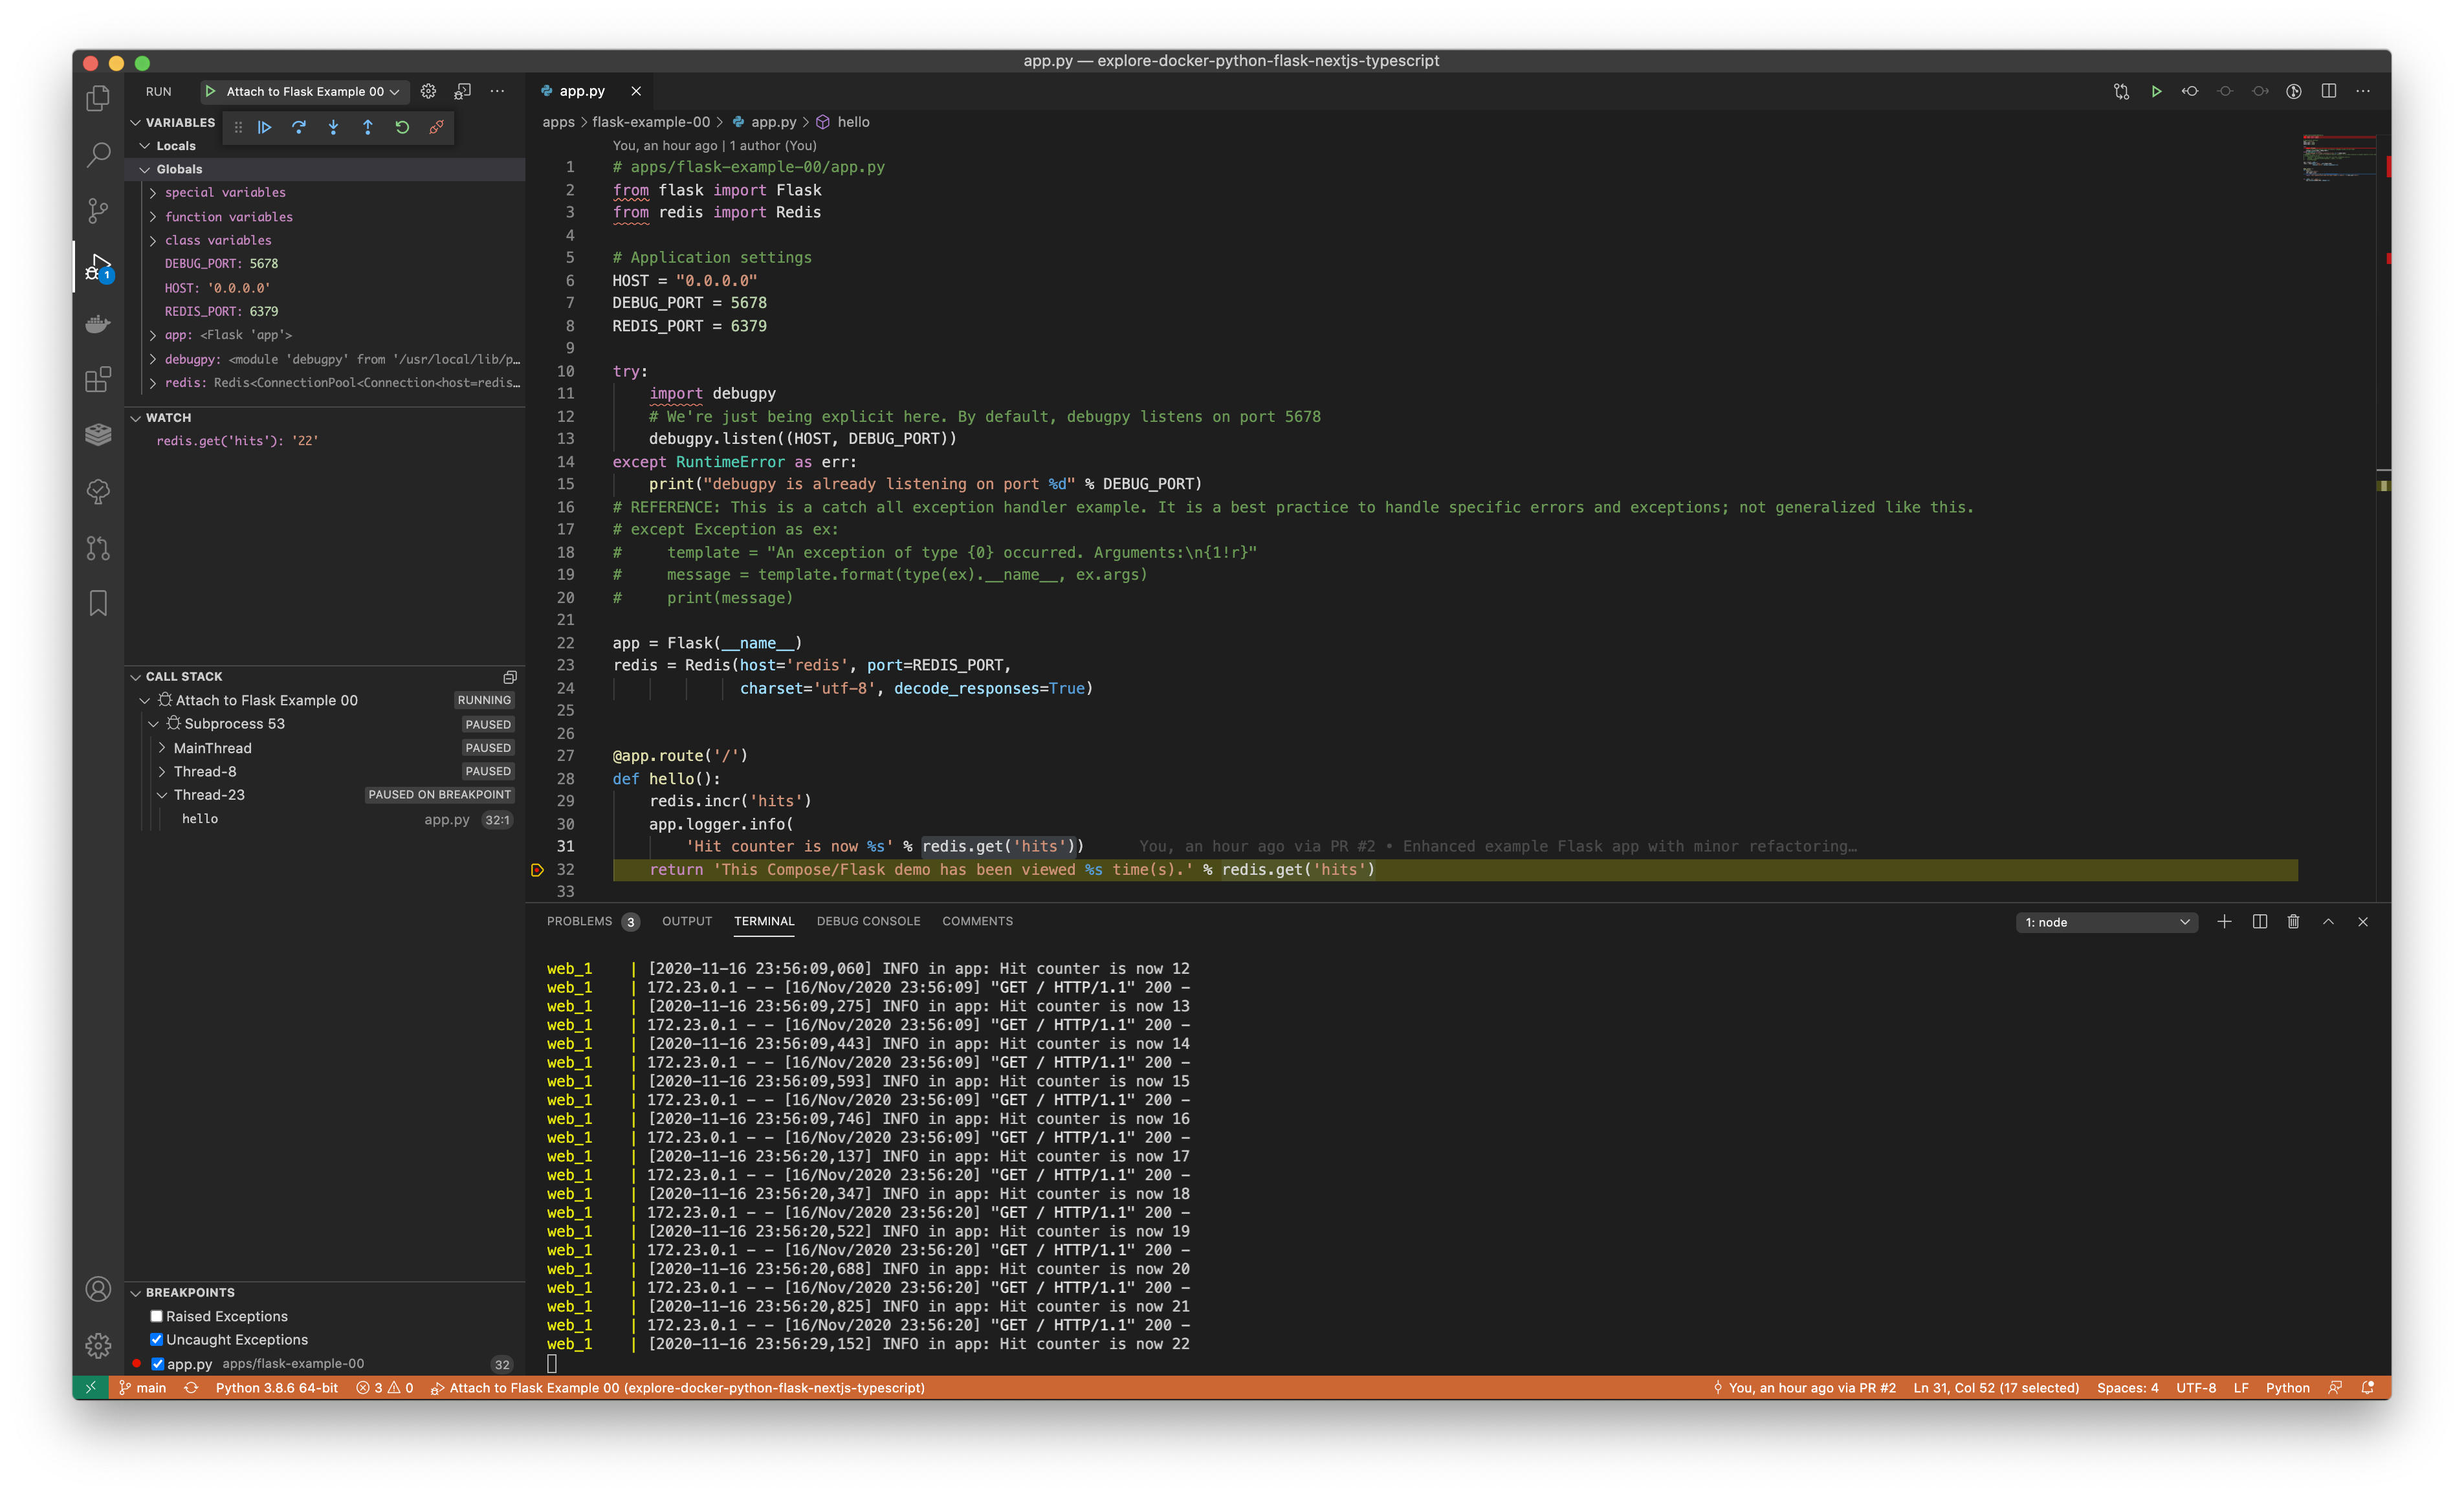 app.py — explore-docker-python-flask-nextjs-typescript
RUN
Attach to Flask Example 00
VARIABLES
Locals
Globals
special variables
function variables
class variables
DEBUG_PORT: 5678
HOST: '0.0.0.0'
REDIS_PORT: 6379
app: <Flask 'app'>
debugpy: <module 'debugpy' from '/usr/local/lib/p…
redis: Redis<ConnectionPool<Connection<host=redis…
WATCH
redis.get('hits'): '22'
CALL STACK
Attach to Flask Example 00 RUNNING
Subprocess 53 PAUSED
MainThread PAUSED
Thread-8 PAUSED
Thread-23 PAUSED ON BREAKPOINT
hello app.py 32:1
BREAKPOINTS
Raised Exceptions
Uncaught Exceptions
app.py apps/flask-example-00 32
1
app.py
apps > flask-example-00 > app.py > hello
You, an hour ago | 1 author (You)
1 # apps/flask-example-00/app.py
2 from flask import Flask
3 from redis import Redis
4
5 # Application settings
6 HOST = "0.0.0.0"
7 DEBUG_PORT = 5678
8 REDIS_PORT = 6379
9
10 try:
11     import debugpy
12     # We're just being explicit here. By default, debugpy listens on port 5678
13     debugpy.listen((HOST, DEBUG_PORT))
14 except RuntimeError as err:
15     print("debugpy is already listening on port %d" % DEBUG_PORT)
16 # REFERENCE: This is a catch all exception handler example. It is a best practice to handle specific errors and exceptions; not generalized like this.
17 # except Exception as ex:
18 #     template = "An exception of type {0} occurred. Arguments:\n{1!r}"
19 #     message = template.format(type(ex).__name__, ex.args)
20 #     print(message)
21
22 app = Flask(__name__)
23 redis = Redis(host='redis', port=REDIS_PORT,
24               charset='utf-8', decode_responses=True)
25
26
27 @app.route('/')
28 def hello():
29     redis.incr('hits')
30     app.logger.info(
31         'Hit counter is now %s' % redis.get('hits')) You, an hour ago via PR #2 • Enhanced example Flask app with minor refactoring…
32     return 'This Compose/Flask demo has been viewed %s time(s).' % redis.get('hits')
33
PROBLEMS 3 OUTPUT TERMINAL DEBUG CONSOLE COMMENTS 1: node
web_1 | [2020-11-16 23:56:09,060] INFO in app: Hit counter is now 12
web_1 | 172.23.0.1 - - [16/Nov/2020 23:56:09] "GET / HTTP/1.1" 200 -
web_1 | [2020-11-16 23:56:09,275] INFO in app: Hit counter is now 13
web_1 | 172.23.0.1 - - [16/Nov/2020 23:56:09] "GET / HTTP/1.1" 200 -
web_1 | [2020-11-16 23:56:09,443] INFO in app: Hit counter is now 14
web_1 | 172.23.0.1 - - [16/Nov/2020 23:56:09] "GET / HTTP/1.1" 200 -
web_1 | [2020-11-16 23:56:09,593] INFO in app: Hit counter is now 15
web_1 | 172.23.0.1 - - [16/Nov/2020 23:56:09] "GET / HTTP/1.1" 200 -
web_1 | [2020-11-16 23:56:09,746] INFO in app: Hit counter is now 16
web_1 | 172.23.0.1 - - [16/Nov/2020 23:56:09] "GET / HTTP/1.1" 200 -
web_1 | [2020-11-16 23:56:20,137] INFO in app: Hit counter is now 17
web_1 | 172.23.0.1 - - [16/Nov/2020 23:56:20] "GET / HTTP/1.1" 200 -
web_1 | [2020-11-16 23:56:20,347] INFO in app: Hit counter is now 18
web_1 | 172.23.0.1 - - [16/Nov/2020 23:56:20] "GET / HTTP/1.1" 200 -
web_1 | [2020-11-16 23:56:20,522] INFO in app: Hit counter is now 19
web_1 | 172.23.0.1 - - [16/Nov/2020 23:56:20] "GET / HTTP/1.1" 200 -
web_1 | [2020-11-16 23:56:20,688] INFO in app: Hit counter is now 20
web_1 | 172.23.0.1 - - [16/Nov/2020 23:56:20] "GET / HTTP/1.1" 200 -
web_1 | [2020-11-16 23:56:20,825] INFO in app: Hit counter is now 21
web_1 | 172.23.0.1 - - [16/Nov/2020 23:56:20] "GET / HTTP/1.1" 200 -
web_1 | [2020-11-16 23:56:29,152] INFO in app: Hit counter is now 22
main Python 3.8.6 64-bit 3 0 Attach to Flask Example 00 (explore-docker-python-flask-nextjs-typescript) You, an hour ago via PR #2 Ln 31, Col 52 (17 selected) Spaces: 4 UTF-8 LF Python